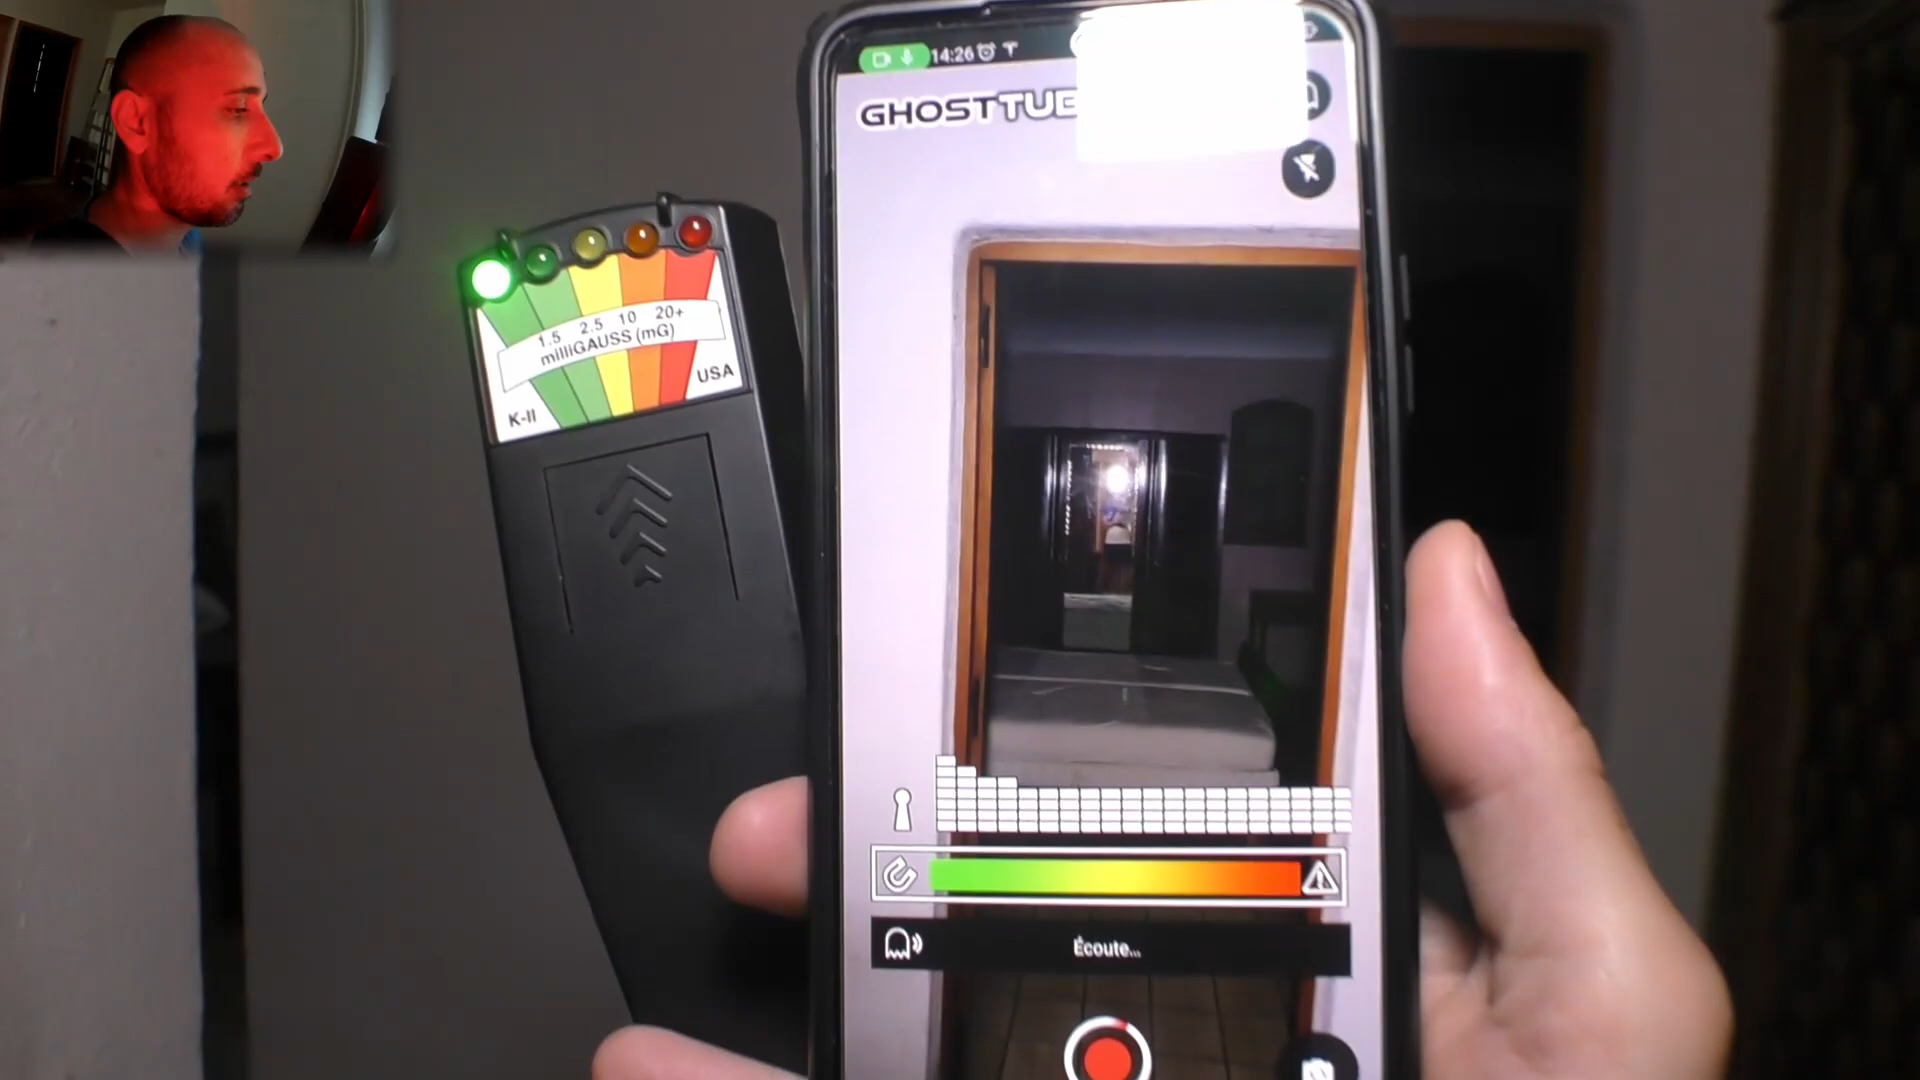 14:26
GHOSTTUB
1.5 2.5 10 20+
milliGAUSS (mG)
USA
K-II
Écoute...